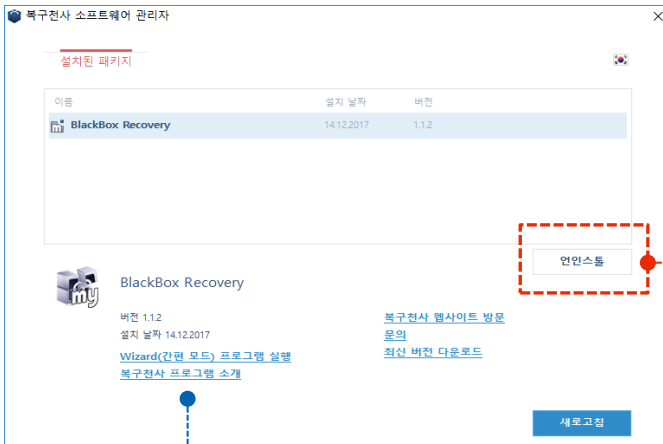 복구천사 소프트웨어 관리자
설치된 패키지
이름 설치 날짜 버전
BlackBox Recovery 14.12.2017 1.1.2
언인스톨
my
BlackBox Recovery
버전 1.1.2
설치 날짜 14.12.2017
Wizard(간편 모드) 프로그램 실행
복구천사 프로그램 소개
복구천사 웹사이트 방문
문의
최신 버전 다운로드
새로고침